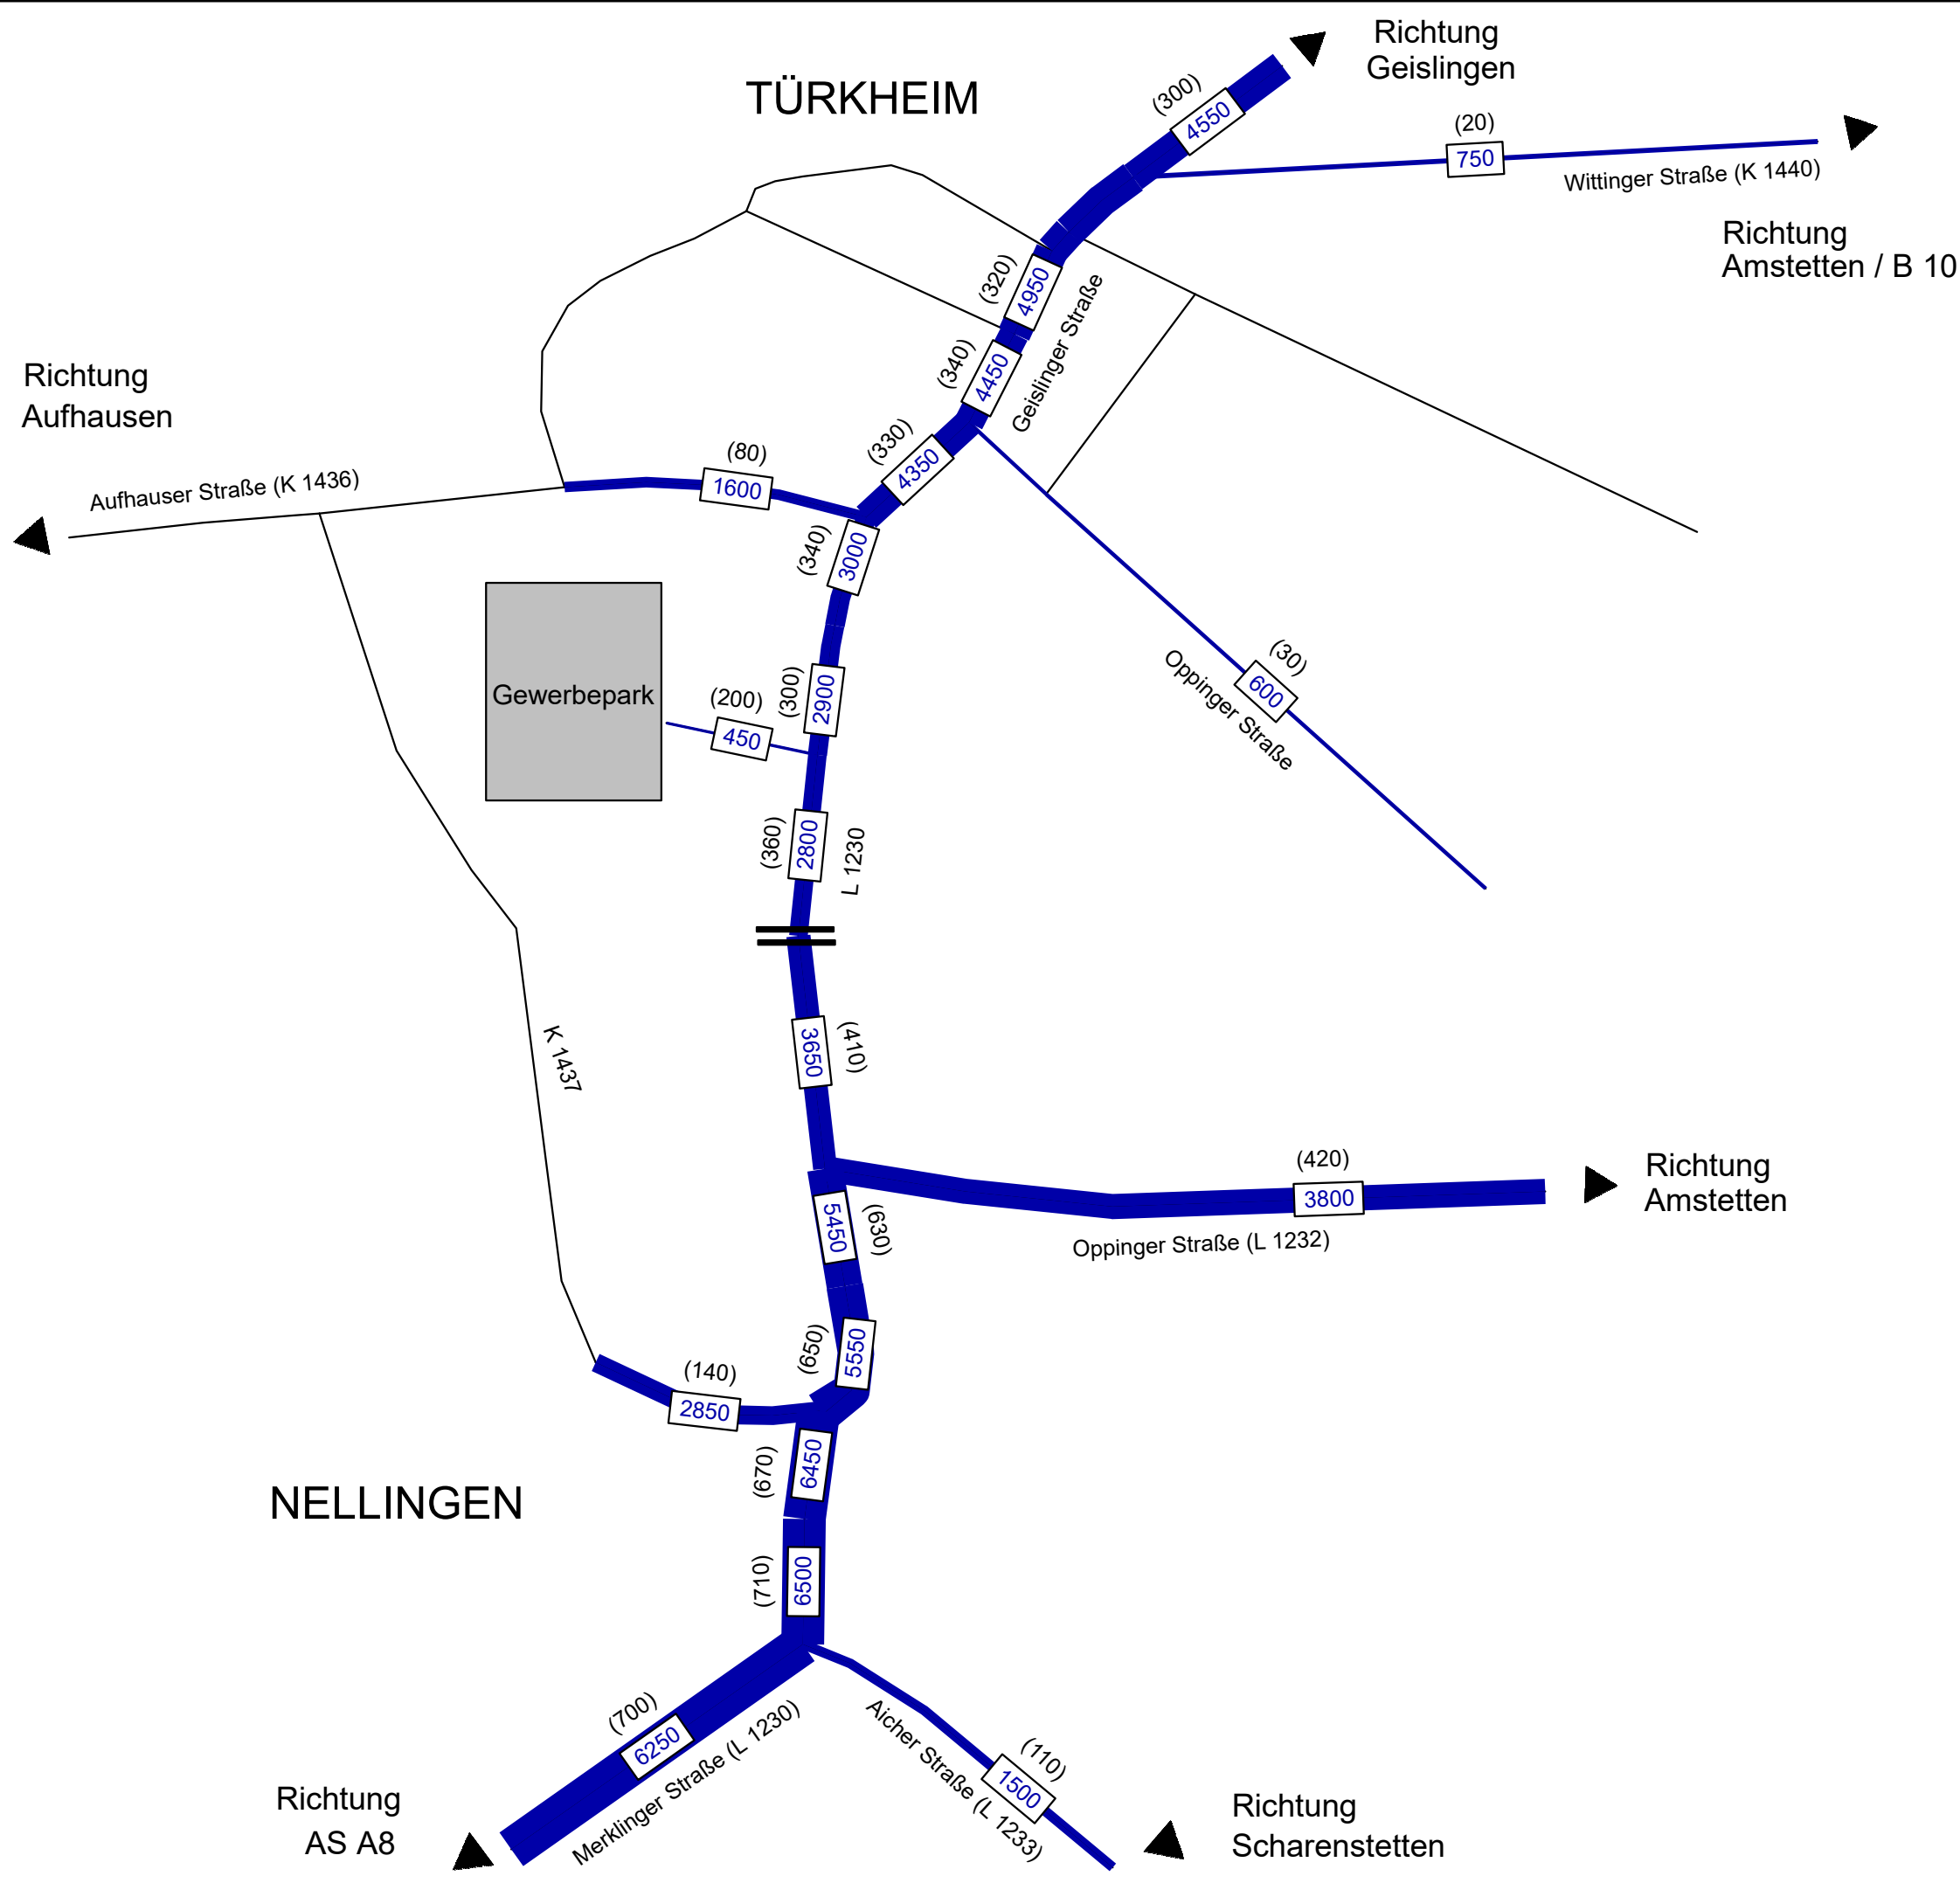 Richtung
Geislingen
TÜRKHEIM
(300)
4550
(20)
750
Wittinger Straße (K 1440)
Richtung
Amstetten / B 10
(320)
4950
Geislinger Straße
(340)
4450
Richtung
Aufhausen
(330)
4350
(80)
1600
Aufhauser Straße (K 1436)
(340)
3000
Gewerbepark
(200)
450
(300)
2900
(30)
600
Oppinger Straße
(360)
2800
L 1230
3650
(410)
K 1437
(420)
3800
Richtung
Amstetten
Oppinger Straße (L 1232)
5450
(630)
(650)
5550
(140)
2850
(670)
6450
NELLINGEN
(710)
6500
(700)
6250
Merklinger Straße (L 1230)
Aicher Straße (L 1233)
(110)
1500
Richtung
AS A8
Richtung
Scharenstetten